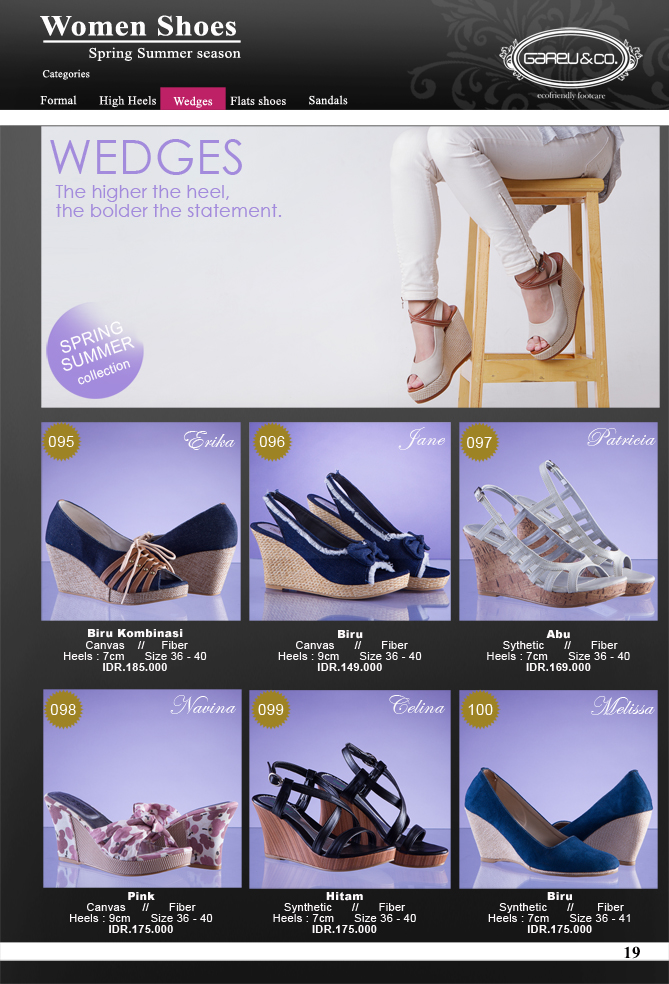 Women Shoes
Spring Summer season
Categories
Formal High Heels Wedges Flats shoes Sandals
GAREU & CO.
ecofriendly footcare
WEDGES
The higher the heel,
the bolder the statement.
SPRING
SUMMER
collection
095 Erika
096 Jane
097 Patricia
Biru Kombinasi
Canvas // Fiber
Heels : 7cm Size 36 - 40
IDR.185.000
Biru
Canvas // Fiber
Heels : 9cm Size 36 - 40
IDR.149.000
Abu
Sythetic // Fiber
Heels : 7cm Size 36 - 40
IDR.169.000
098 Navina
099 Celina
100 Melissa
Pink
Canvas // Fiber
Heels : 9cm Size 36 - 40
IDR.175.000
Hitam
Synthetic // Fiber
Heels : 7cm Size 36 - 40
IDR.175.000
Biru
Synthetic // Fiber
Heels : 7cm Size 36 - 41
IDR.175.000
19